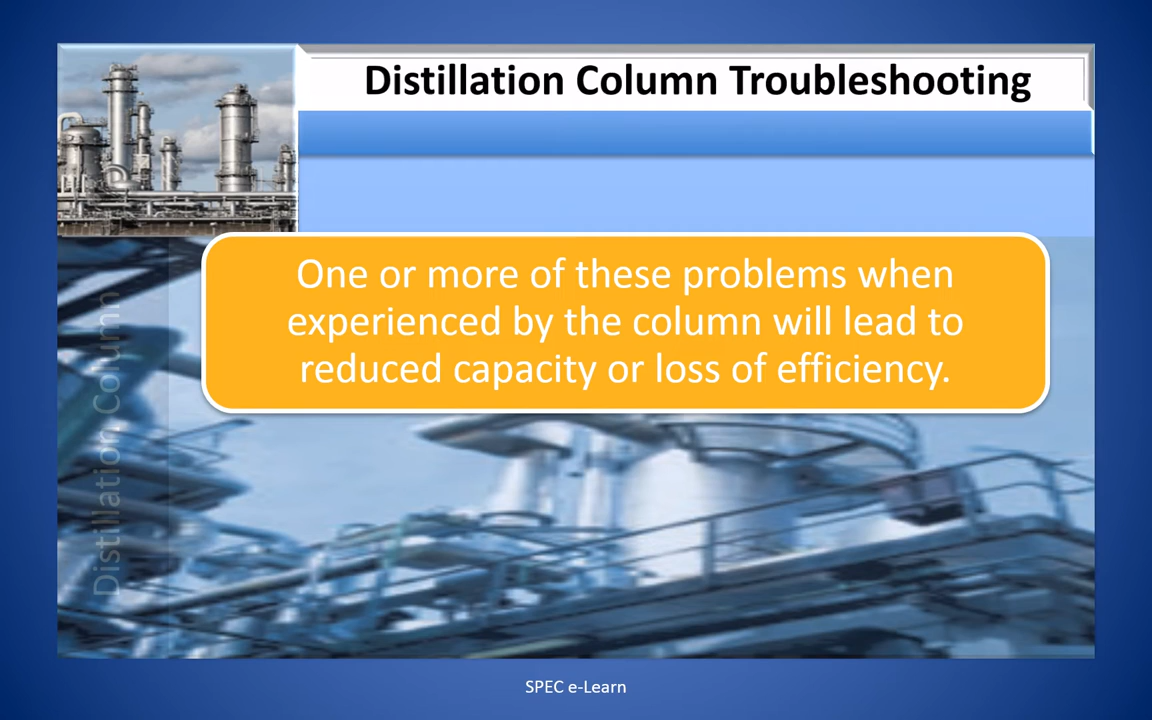 Distillation Column Troubleshooting
One or more of these problems when
experienced by the column will lead to
reduced capacity or loss of efficiency.
Distillation Column
SPEC e-Learn